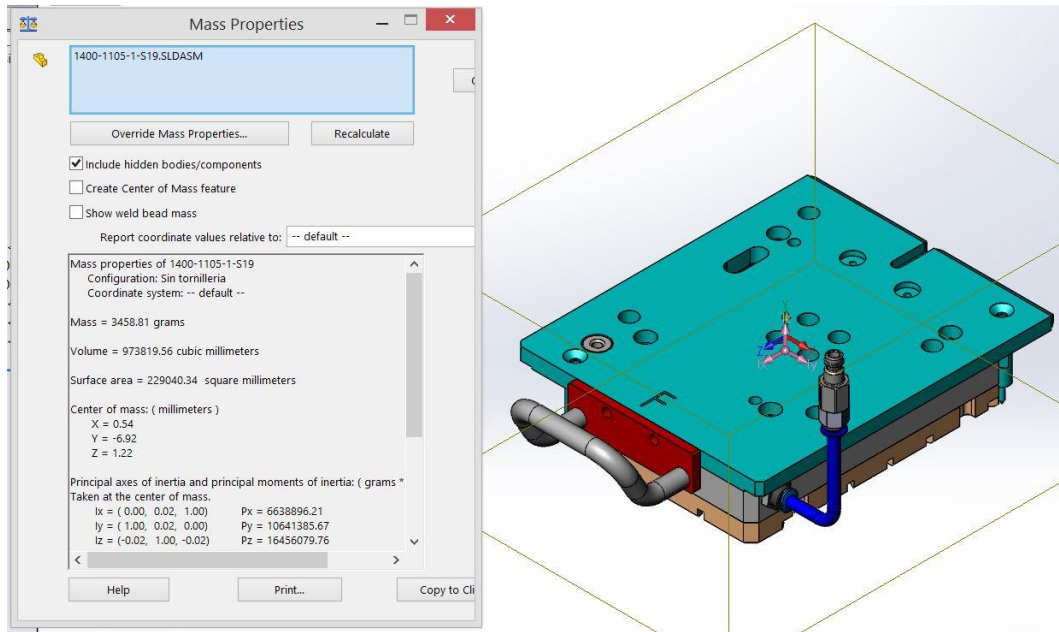 Mass Properties
1400-1105-1-S19.SLDASM
Override Mass Properties...
Recalculate
Include hidden bodies/components
Create Center of Mass feature
Show weld bead mass
Report coordinate values relative to: -- default --
Mass properties of 1400-1105-1-S19
Configuration: Sin tornilleria
Coordinate system: -- default --
Mass = 3458.81 grams
Volume = 973819.56 cubic millimeters
Surface area = 229040.34 square millimeters
Center of mass: ( millimeters )
X = 0.54
Y = -6.92
Z = 1.22
Principal axes of inertia and principal moments of inertia: ( grams *
Taken at the center of mass.
Ix = ( 0.00, 0.02, 1.00) Px = 6638896.21
Iy = ( 1.00, 0.02, 0.00) Py = 10641385.67
Iz = (-0.02, 1.00, -0.02) Pz = 16456079.76
Help
Print...
Copy to Cli
F
Z
Ix
Iy